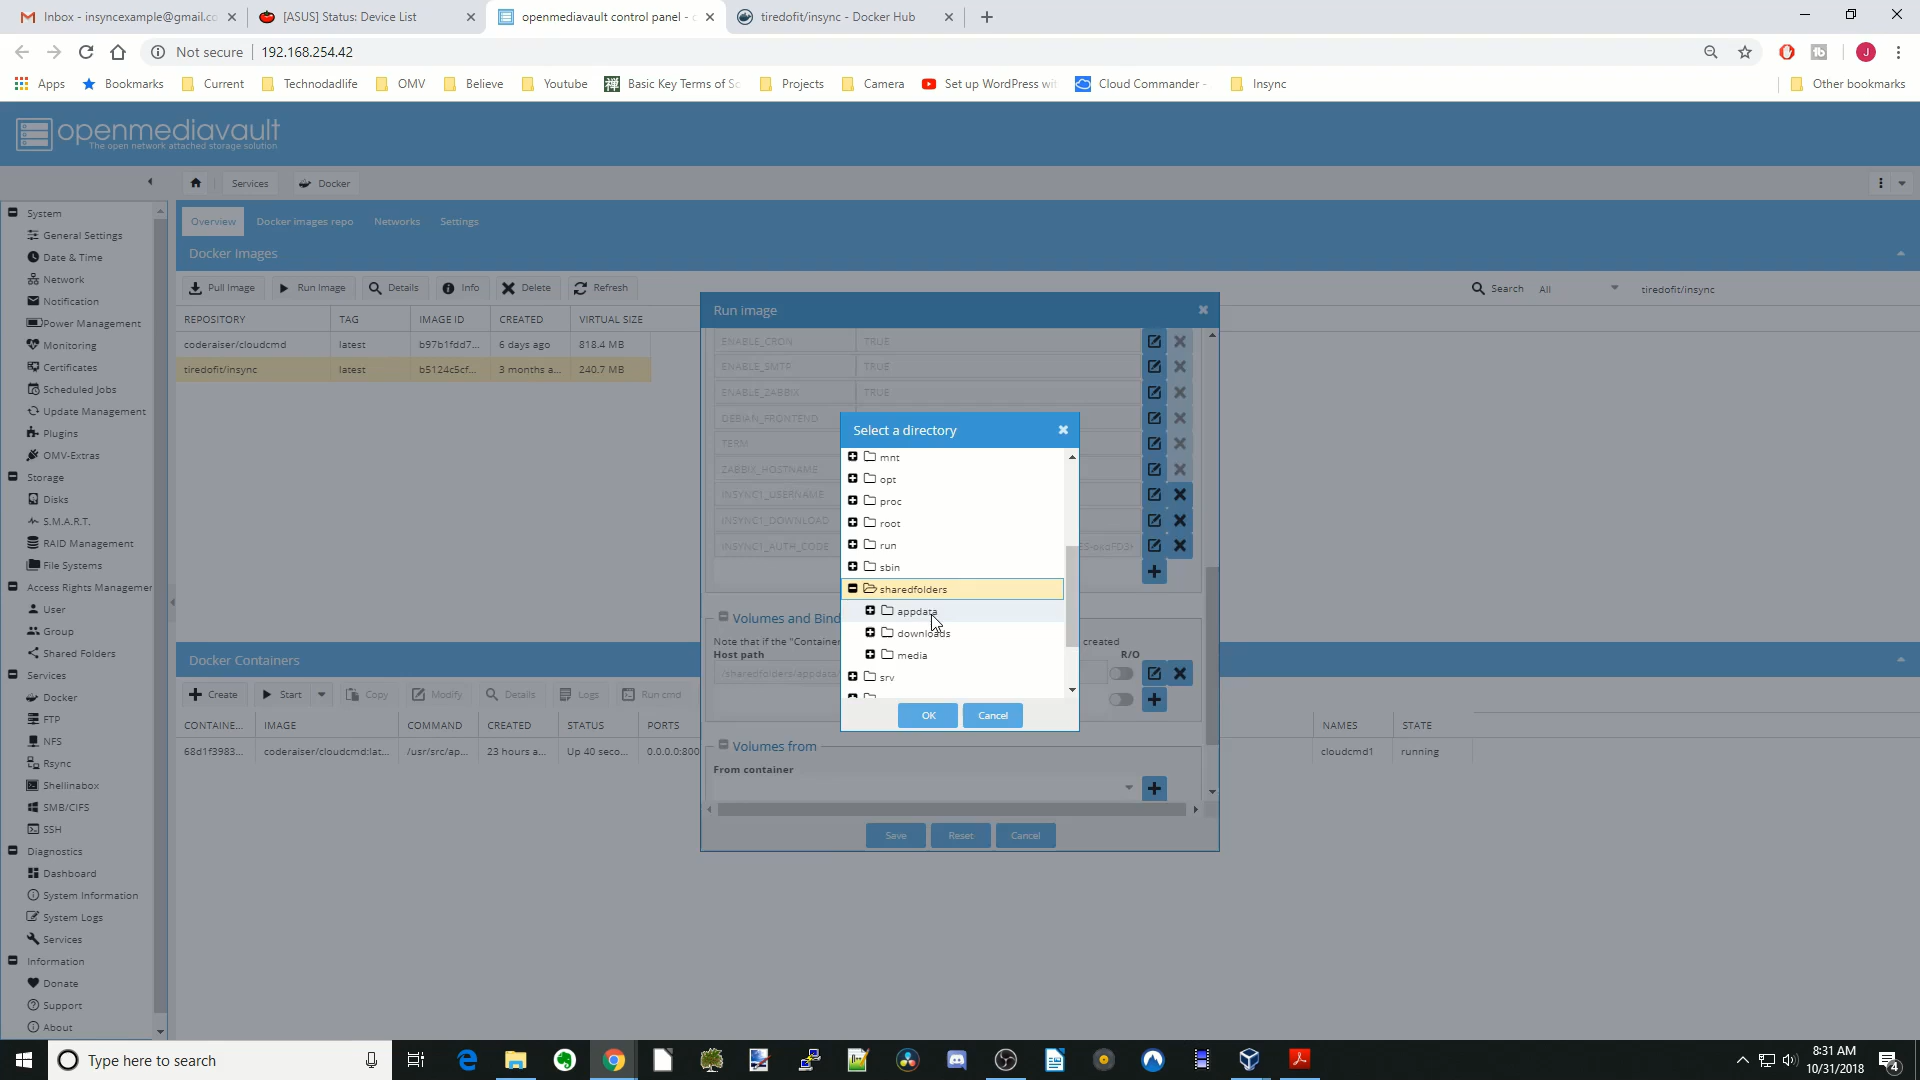 Inbox - insyncexample@gmail.co
[ASUS] Status: Device List
openmediavault control panel -
tiredofit/insync - Docker Hub
Not secure
192.168.254.42
Apps
Bookmarks
Current
Technodadlife
OMV
Believe
Youtube
Basic Key Terms of Sc
Projects
Camera
Set up WordPress wit
Cloud Commander -
Insync
Other bookmarks
openmediavault
The open network attached storage solution
Services
Docker
System
General Settings
Date & Time
Network
Notification
Power Management
Monitoring
Certificates
Scheduled Jobs
Update Management
Plugins
OMV-Extras
Storage
Disks
S.M.A.R.T.
RAID Management
File Systems
Access Rights Managemer
User
Group
Shared Folders
Services
Docker
FTP
NFS
Rsync
Shellinabox
SMB/CIFS
SSH
Diagnostics
Dashboard
System Information
System Logs
Services
Information
Donate
Support
About
Overview
Docker images repo
Networks
Settings
Docker Images
Pull Image
Run Image
Details
Info
Delete
Refresh
Search
All
tiredofit/insync
REPOSITORY TAG IMAGE ID CREATED VIRTUAL SIZE
coderaiser/cloudcmd latest b97b1fdd7... 6 days ago 818.4 MB
tiredofit/insync latest b5124c5cf... 3 months a... 240.7 MB
Run image
ENABLE_CRON TRUE
ENABLE_SMTP TRUE
ENABLE_ZABBIX TRUE
DEBIAN_FRONTEND
TERM
ZABBIX_HOSTNAME
INSYNC1_USERNAME
INSYNC1_DOWNLOAD
INSYNC1_AUTH_CODE
Volumes and Bind
Note that if the "Container
created
Host path
R/O
/sharedfolders/appdata/
Volumes from
From container
Save
Reset
Cancel
Select a directory
mnt
opt
proc
root
run
sbin
sharedfolders
appdata
downloads
media
srv
OK
Cancel
Docker Containers
Create
Start
Copy
Modify
Details
Logs
Run cmd
CONTAINE... IMAGE COMMAND CREATED STATUS PORTS NAMES STATE
68d1f3983... coderaiser/cloudcmd:lat... /usr/src/ap... 23 hours a... Up 40 seco... 0.0.0.0:800 cloudcmd1 running
Type here to search
8:31 AM
10/31/2018
4